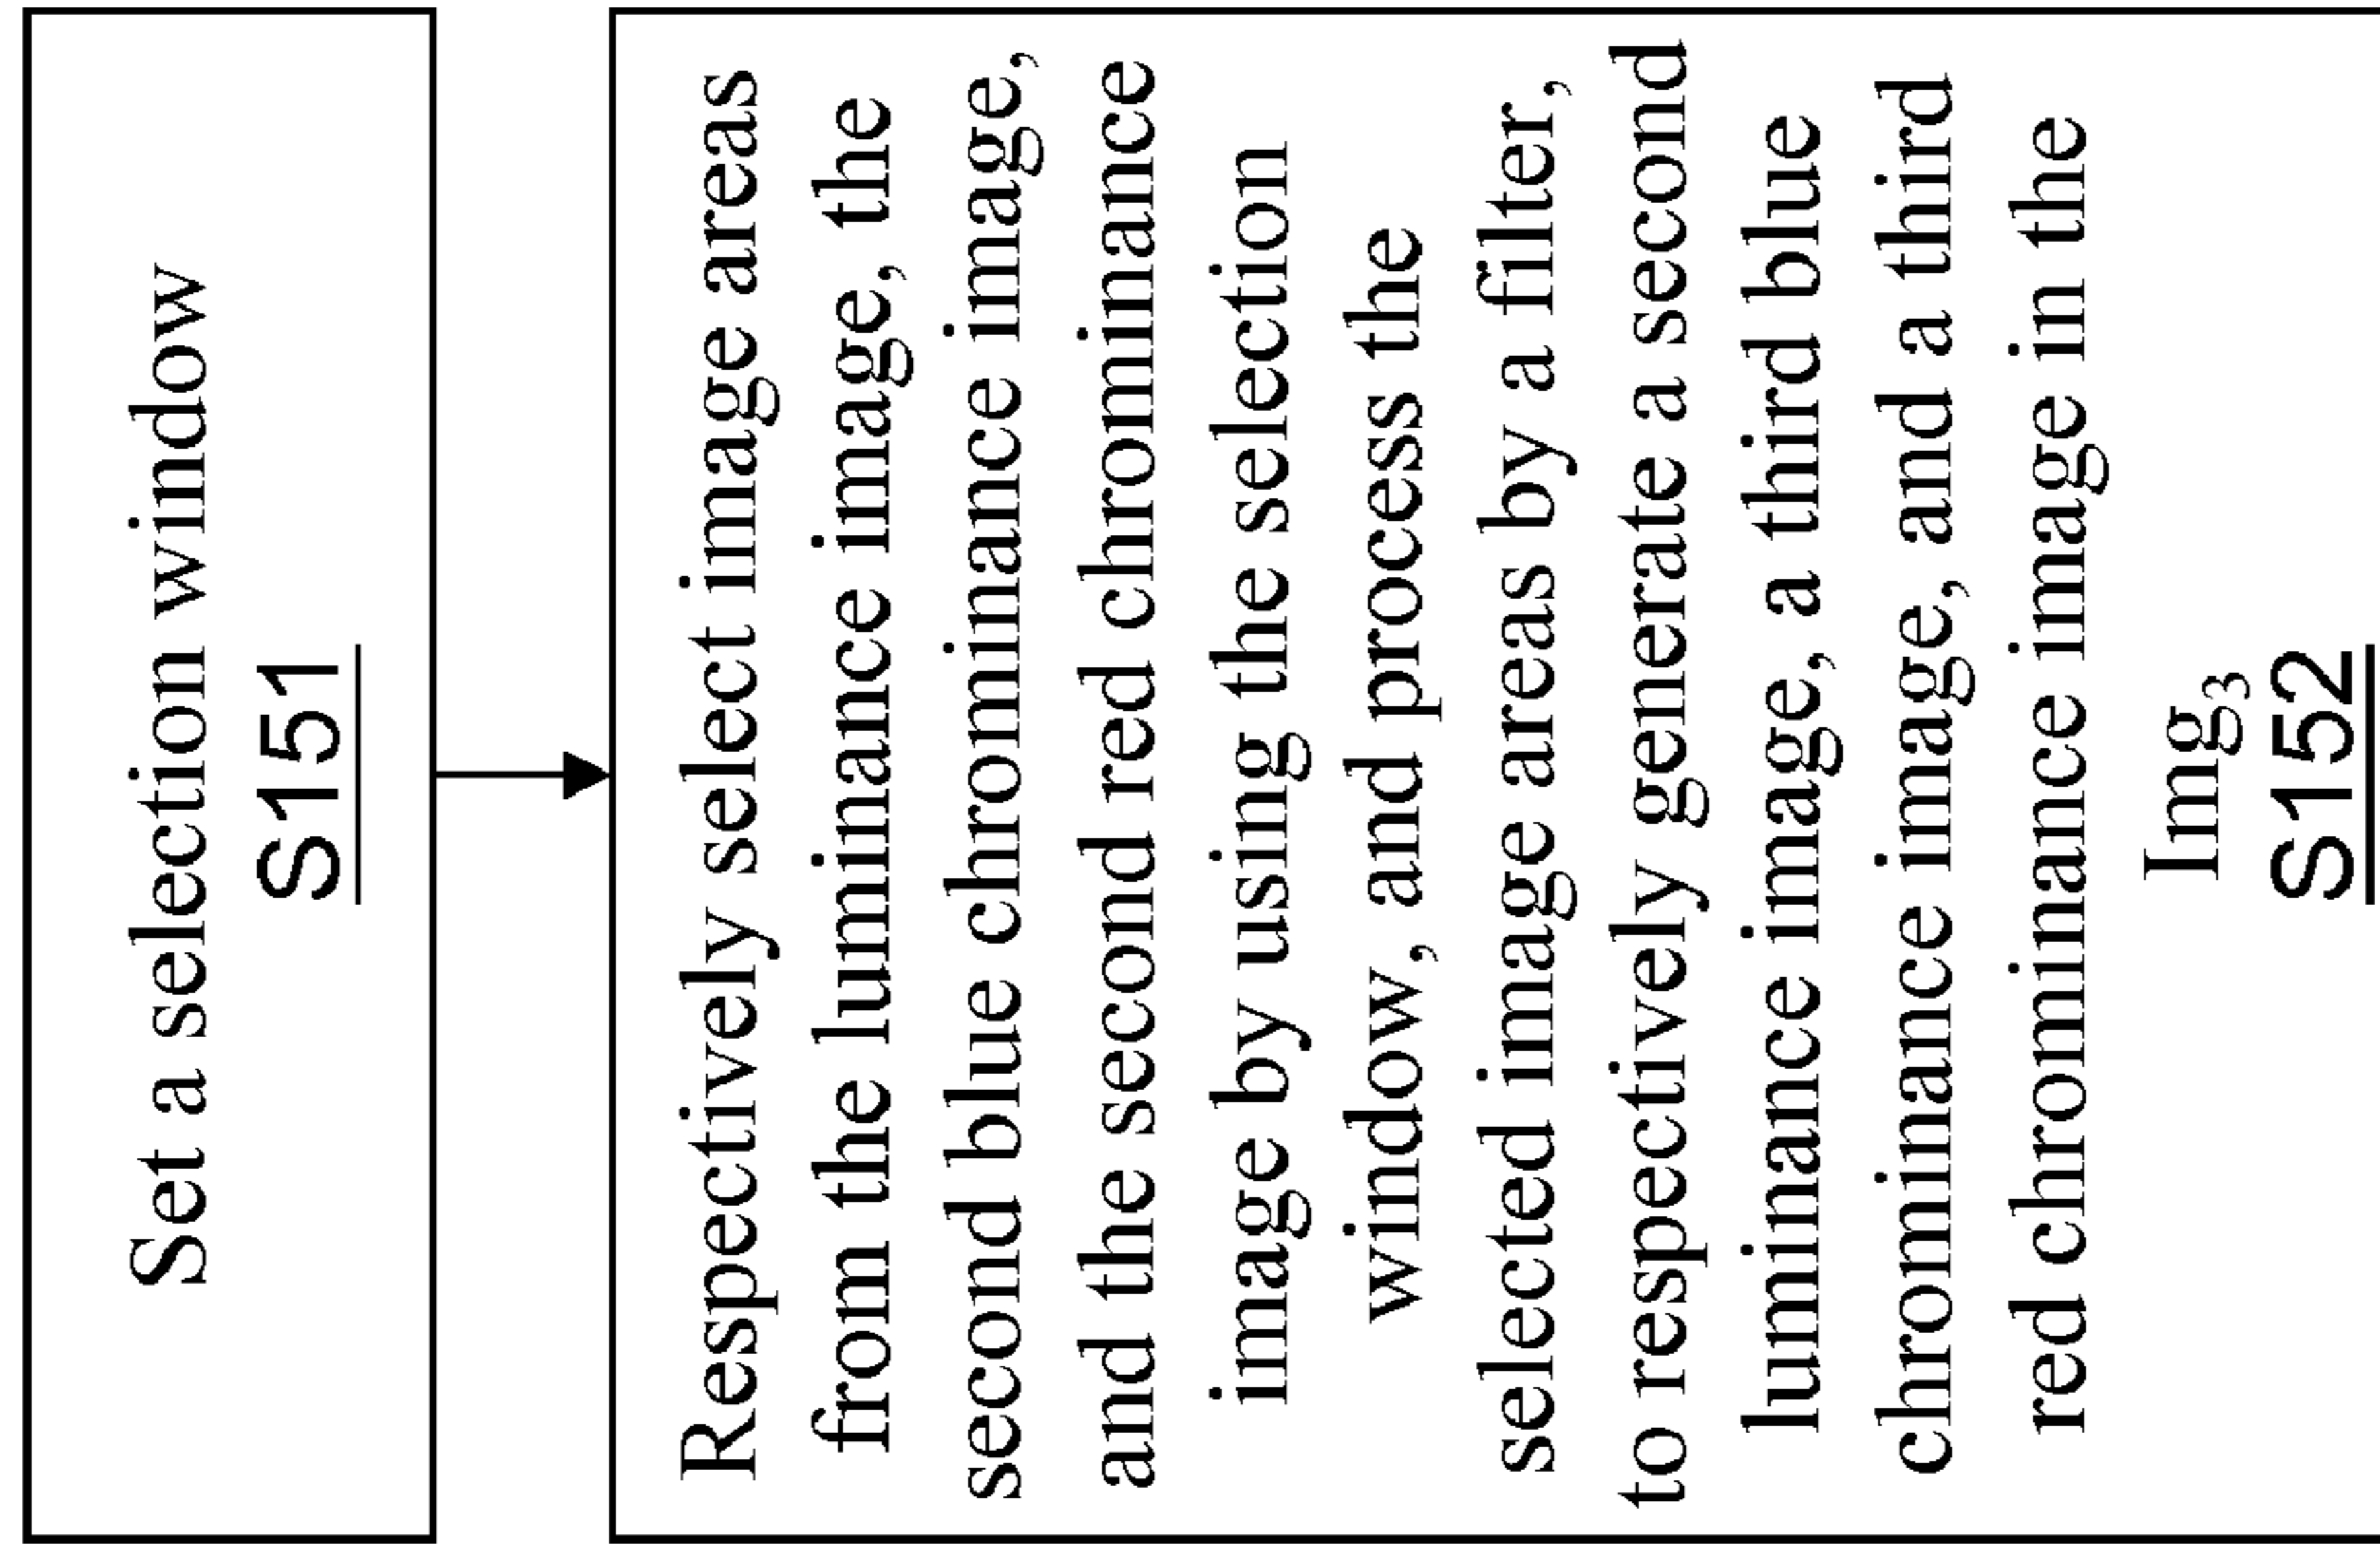 Set a selection window
S151
Respectively select image areas
from the luminance image, the
second blue chrominance image,
and the second red chrominance
image by using the selection
window, and process the
selected image areas by a filter,
to respectively generate a second
luminance image, a third blue
chrominance image, and a third
red chrominance image in the
Img₃
S152